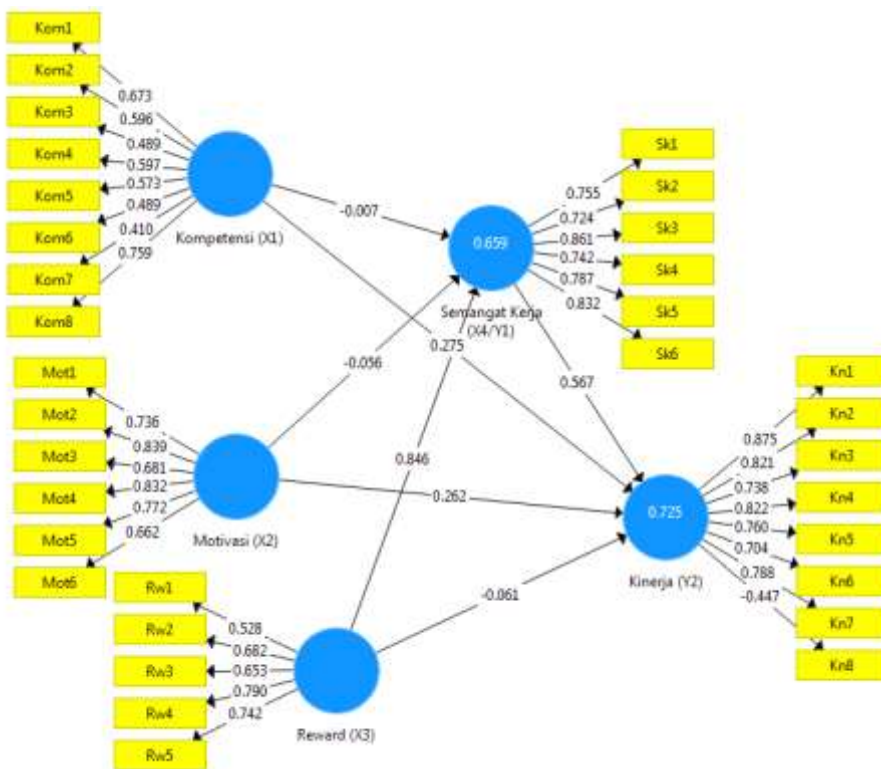 Kom1
Kom2
Kom3
Kom4
Kom5
Kom6
Kom7
Kom8
0.673
0.596
0.489
0.597
0.573
0.489
0.410
0.759
Kompetensi (X1)
-0.007
0.659
Semangat Kerja
(X4/Y1)
0.755
0.724
0.861
0.742
0.787
0.832
Sk1
Sk2
Sk3
Sk4
Sk5
Sk6
0.275
-0.056
0.567
Mot1
Mot2
Mot3
Mot4
Mot5
Mot6
0.736
0.839
0.681
0.832
0.772
0.662
Motivasi (X2)
0.846
0.262
0.725
Kinerja (Y2)
0.875
0.821
0.738
0.822
0.760
0.704
0.788
-0.447
Kn1
Kn2
Kn3
Kn4
Kn5
Kn6
Kn7
Kn8
Rw1
Rw2
Rw3
Rw4
Rw5
0.528
0.682
0.653
0.790
0.742
Reward (X3)
-0.061